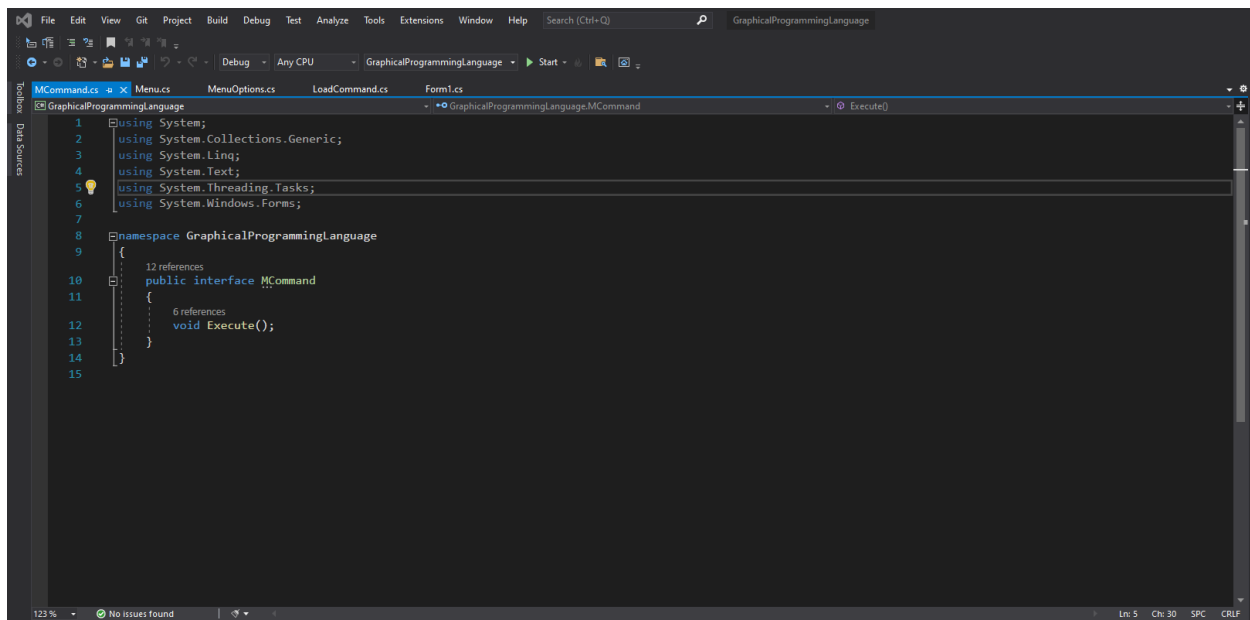 File Edit View Git Project Build Debug Test Analyze Tools Extensions Window Help Search (Ctrl+Q) GraphicalProgrammingLanguage
Debug Any CPU GraphicalProgrammingLanguage Start
Toolbox
Data Sources
MCommand.cs Menu.cs MenuOptions.cs LoadCommand.cs Form1.cs
GraphicalProgrammingLanguage GraphicalProgrammingLanguage.MCommand Execute()
1 using System;
2 using System.Collections.Generic;
3 using System.Linq;
4 using System.Text;
5 using System.Threading.Tasks;
6 using System.Windows.Forms;
7
8 namespace GraphicalProgrammingLanguage
9 {
12 references
10 public interface MCommand
11 {
6 references
12 void Execute();
13 }
14 }
15
123 % No issues found Ln: 5 Ch: 30 SPC CRLF